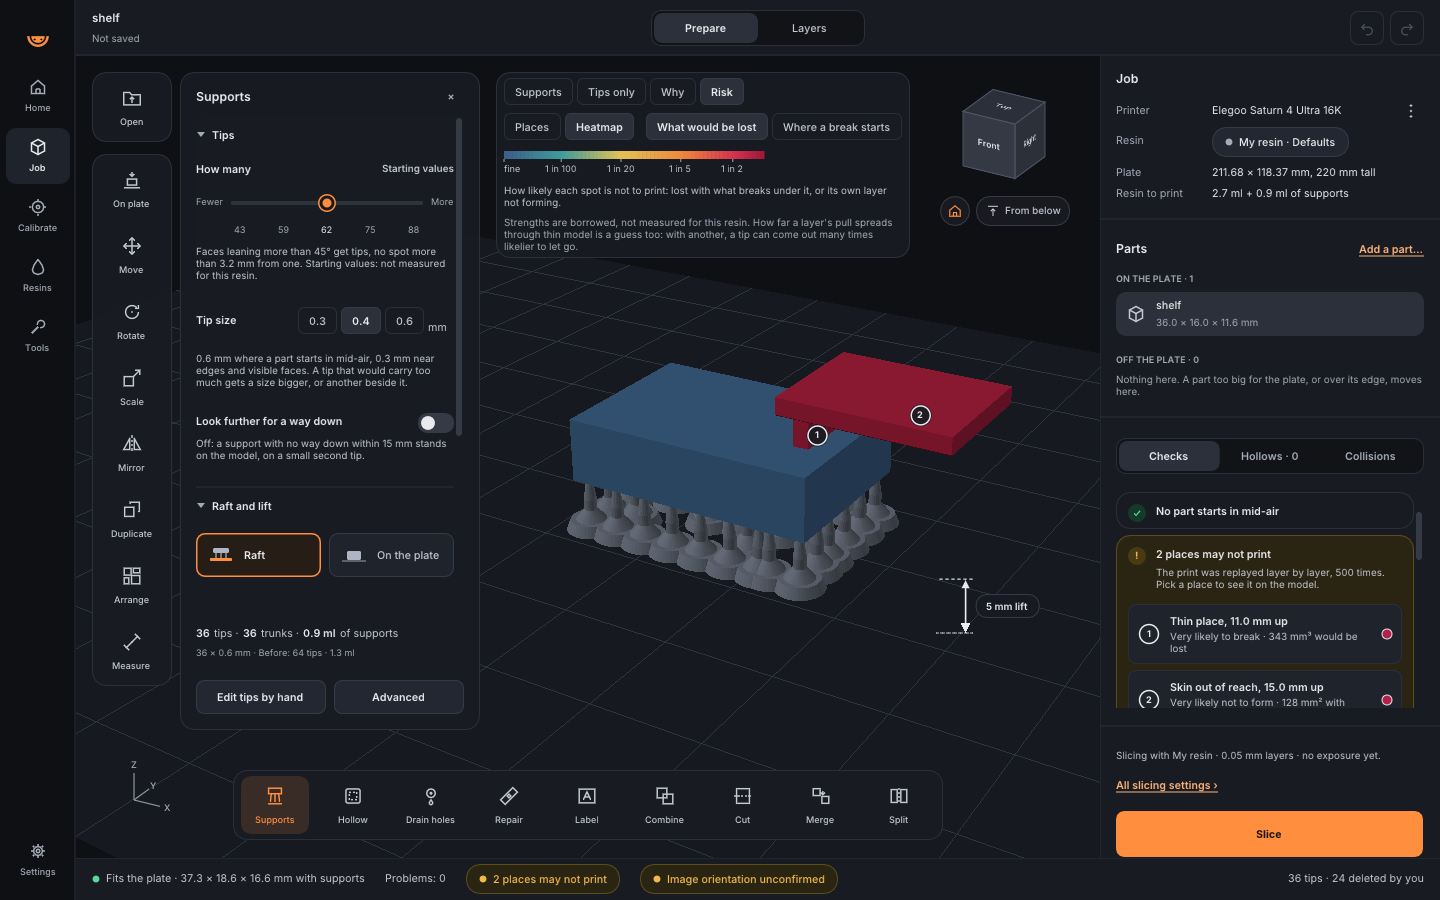 shelf
Not saved
Prepare
Layers
Home
Job
Calibrate
Resins
Tools
Settings
Open
On plate
Move
Rotate
Scale
Mirror
Duplicate
Arrange
Measure
Supports
×
Tips
How many
Starting values
Fewer
More
43 59 62 75 88
Faces leaning more than 45° get tips, no spot more
than 3.2 mm from one. Starting values: not measured
for this resin.
Tip size
0.3
0.4
0.6
mm
0.6 mm where a part starts in mid-air, 0.3 mm near
edges and visible faces. A tip that would carry too
much gets a size bigger, or another beside it.
Look further for a way down
Off: a support with no way down within 15 mm stands
on the model, on a small second tip.
Raft and lift
Raft
On the plate
36 tips · 36 trunks · 0.9 ml of supports
36 × 0.6 mm · Before: 64 tips · 1.3 ml
Edit tips by hand
Advanced
Supports
Tips only
Why
Risk
Places
Heatmap
What would be lost
Where a break starts
fine 1 in 100 1 in 20 1 in 5 1 in 2
How likely each spot is not to print: lost with what breaks under it, or its own layer
not forming.
Strengths are borrowed, not measured for this resin. How far a layer's pull spreads
through thin model is a guess too: with another, a tip can come out many times
likelier to let go.
Top
Front
Right
From below
1
2
5 mm lift
Z
Y
X
Supports
Hollow
Drain holes
Repair
Label
Combine
Cut
Merge
Split
Job
Printer
Elegoo Saturn 4 Ultra 16K
Resin
My resin · Defaults
Plate
211.68 × 118.37 mm, 220 mm tall
Resin to print
2.7 ml + 0.9 ml of supports
Parts
Add a part...
ON THE PLATE · 1
shelf
36.0 × 16.0 × 11.6 mm
OFF THE PLATE · 0
Nothing here. A part too big for the plate, or over its edge, moves
here.
Checks
Hollows · 0
Collisions
No part starts in mid-air
! 2 places may not print
The print was replayed layer by layer, 500 times.
Pick a place to see it on the model.
1
Thin place, 11.0 mm up
Very likely to break · 343 mm³ would be
lost
2
Skin out of reach, 15.0 mm up
Very likely not to form · 128 mm² with
Slicing with My resin · 0.05 mm layers · no exposure yet.
All slicing settings ›
Slice
Fits the plate · 37.3 × 18.6 × 16.6 mm with supports
Problems: 0
2 places may not print
Image orientation unconfirmed
36 tips · 24 deleted by you